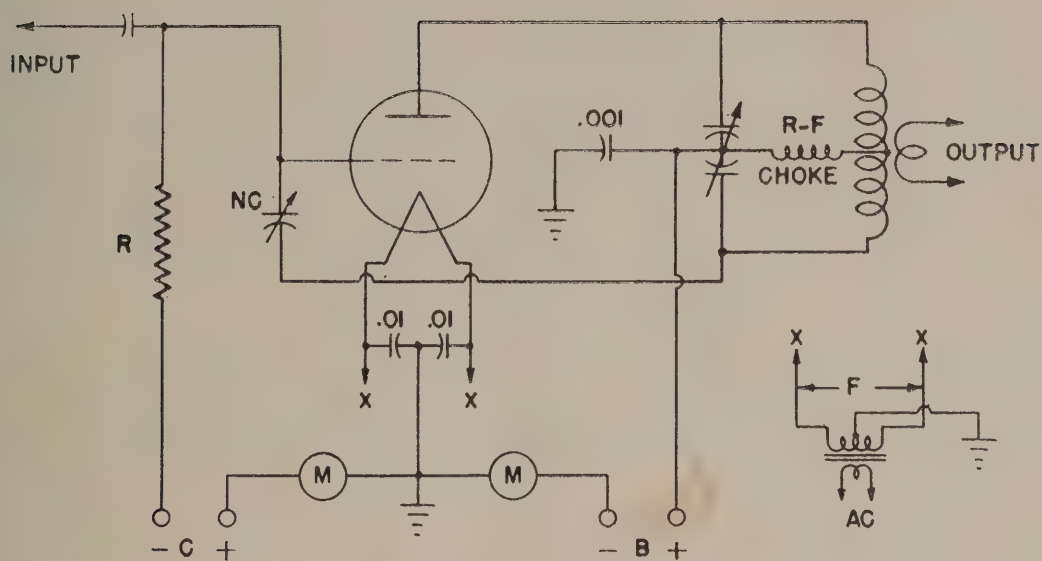 INPUT
.001
R-F
CHOKE
OUTPUT
NC
R
.01 .01
X X
X X
F
M M
AC
- C +
- B +